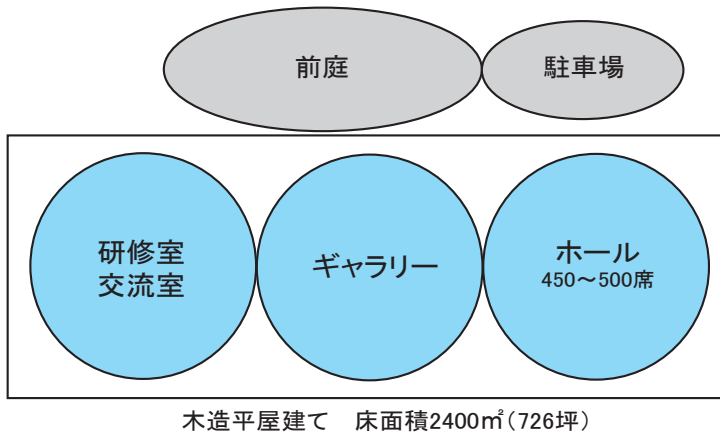 前庭
駐車場
研修室
交流室
ギャラリー
ホール
450～500席
木造平屋建て　床面積2400㎡（726坪）